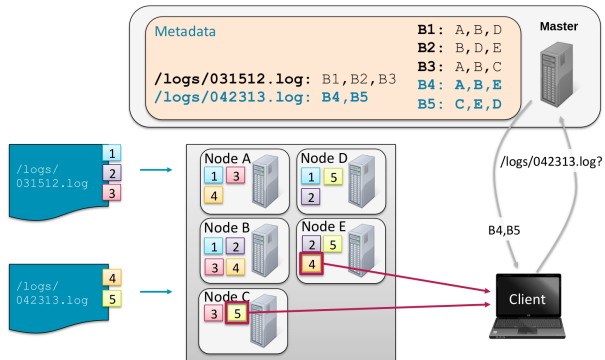 Metadata
B1: A,B,D
Master
B2: B,D,E
B3: A,B,C
/logs/031512.log: B1,B2,B3
B4: A,B,E
/logs/042313.log: B4,B5
B5: C,E,D
/logs/
031512.log
1
2
3
Node A
1 3
4
Node D
1 5
2
/logs/042313.log?
Node B
1 2
3 4
Node E
2 5
4
B4,B5
/logs/
042313.log
4
5
Node C
3 5
Client